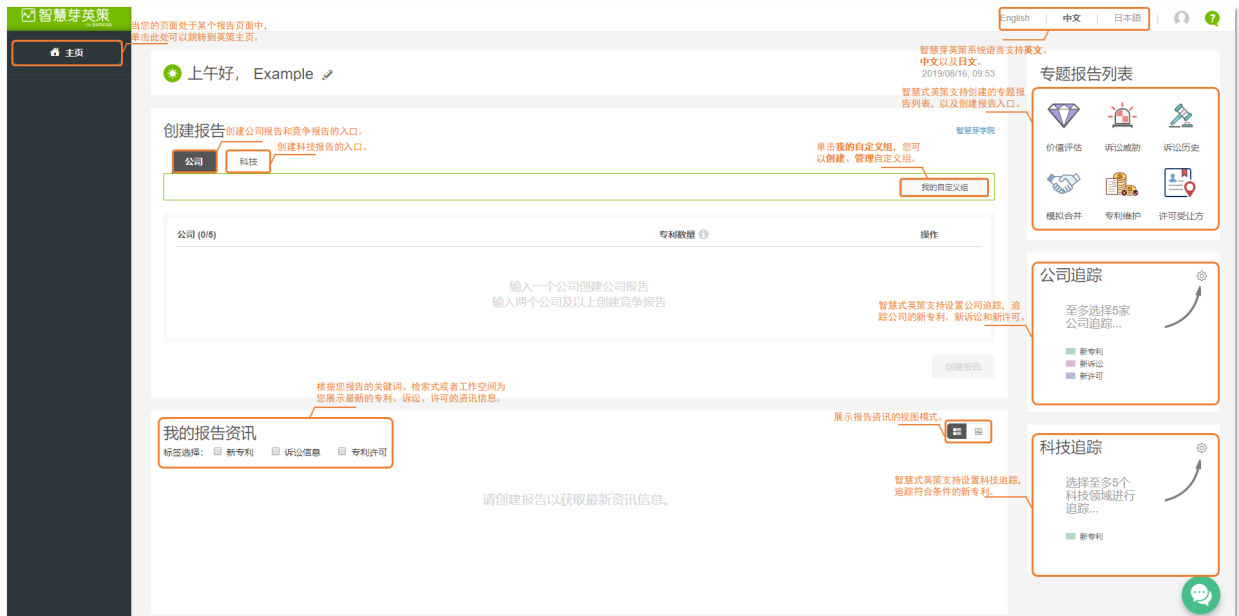 智慧芽英策
by patsnap
当您的页面处于某个报告页面中，
单击此处可以跳转到英策主页。
English | 中文 | 日本語
?
主页
智慧芽英策系统语言支持英文、
中文以及日文。
2019/08/16, 09:53
上午好， Example
专题报告列表
智慧式英策支持创建的专题报
告列表，以及创建报告入口。
价值评估 诉讼威胁 诉讼历史
模拟合并 专利维护 许可受让方
创建报告
创建公司报告和竞争报告的入口。
智慧芽学院
创建科技报告的入口。
公司 科技
单击我的自定义组，您可
以创建、管理自定义组。
我的自定义组
公司 (0/5) 专利数量 操作
输入一个公司创建公司报告
输入两个公司及以上创建竞争报告
创建报告
公司追踪
至多选择5家
公司追踪...
智慧式英策支持设置公司追踪，追
踪公司的新专利、新诉讼和新许可。
新专利
新诉讼
新许可
根据您报告的关键词、检索式或者工作空间为
您展示最新的专利、诉讼、许可的资讯信息。
我的报告资讯
标签选择： 新专利 诉讼信息 专利许可
展示报告资讯的视图模式。
请创建报告以获取最新资讯信息。
科技追踪
选择至多5个
科技领域进行
追踪...
智慧式英策支持设置科技追踪，
追踪符合条件的新专利。
新专利